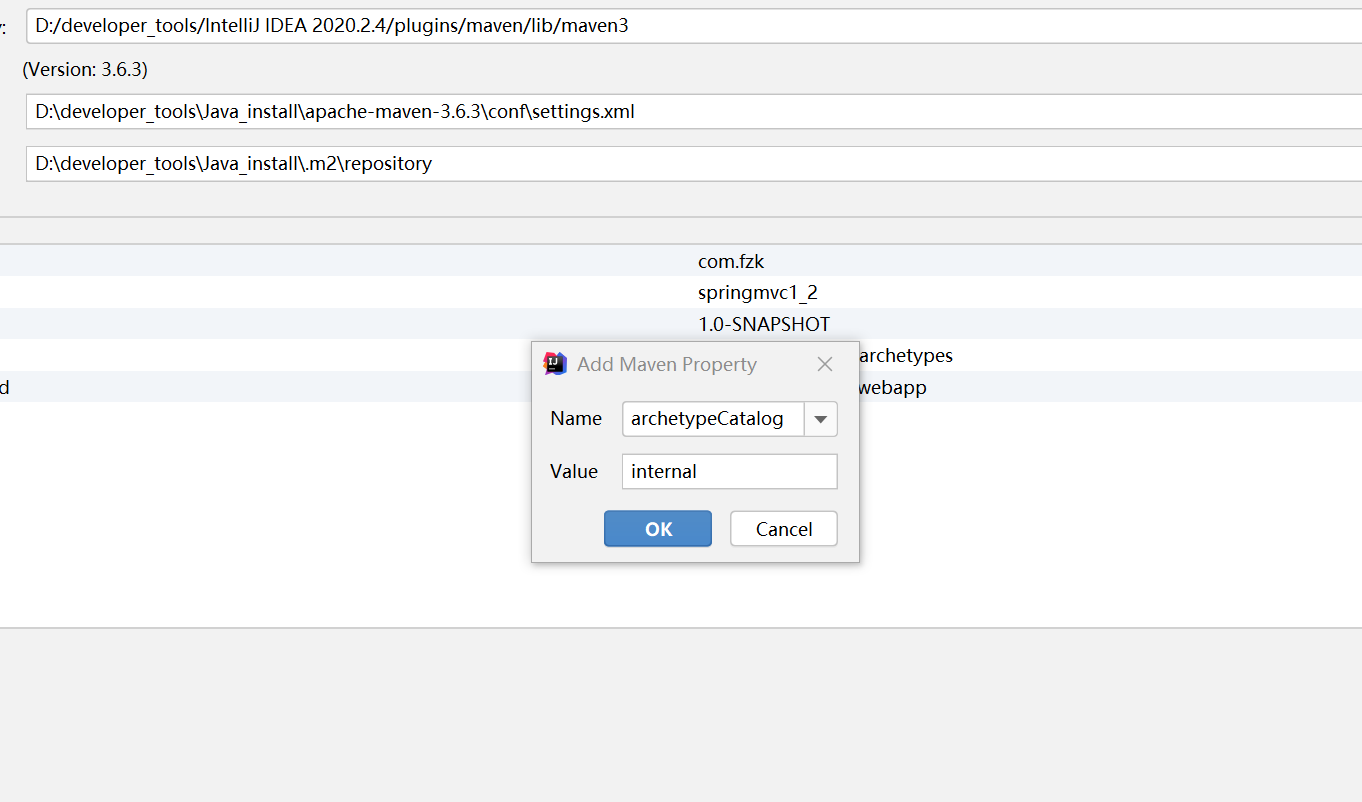 y:
D:/developer_tools/IntelliJ IDEA 2020.2.4/plugins/maven/lib/maven3
(Version: 3.6.3)
D:\developer_tools\Java_install\apache-maven-3.6.3\conf\settings.xml
D:\developer_tools\Java_install\.m2\repository
com.fzk
springmvc1_2
1.0-SNAPSHOT
archetypes
d
webapp
IJ
Add Maven Property
Name
archetypeCatalog
Value
internal
OK
Cancel